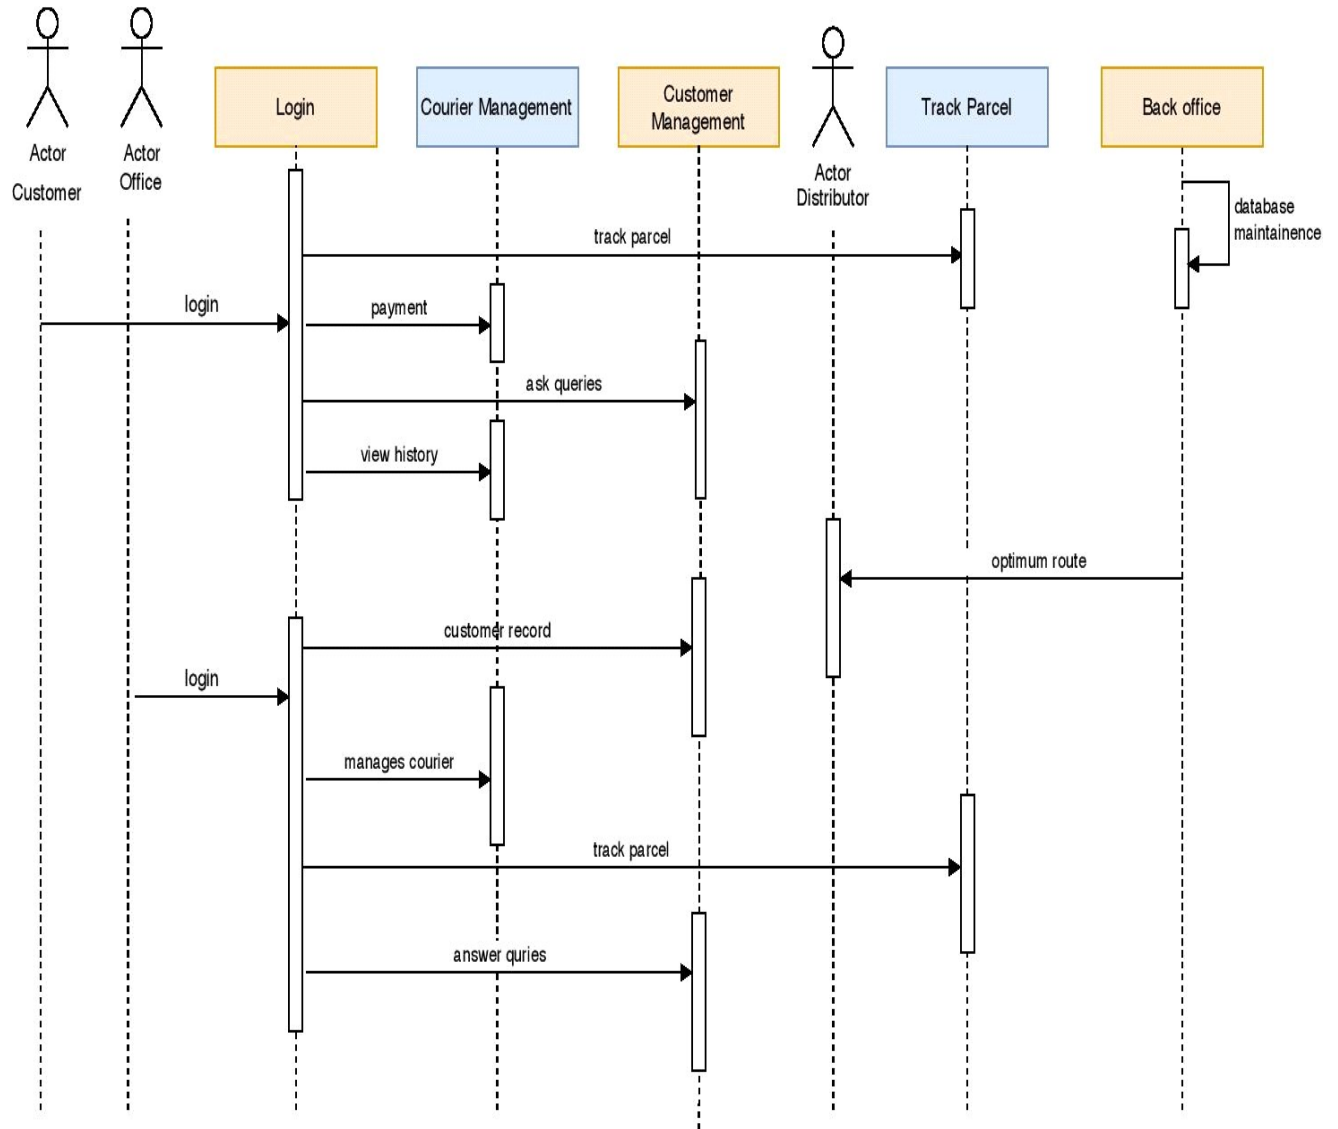 Actor
Customer
Actor
Office
Login
Courier Management
Customer
Management
Actor
Distributor
Track Parcel
Back office
database
maintainence
track parcel
login
payment
ask queries
view history
optimum route
customer record
login
manages courier
track parcel
answer quries